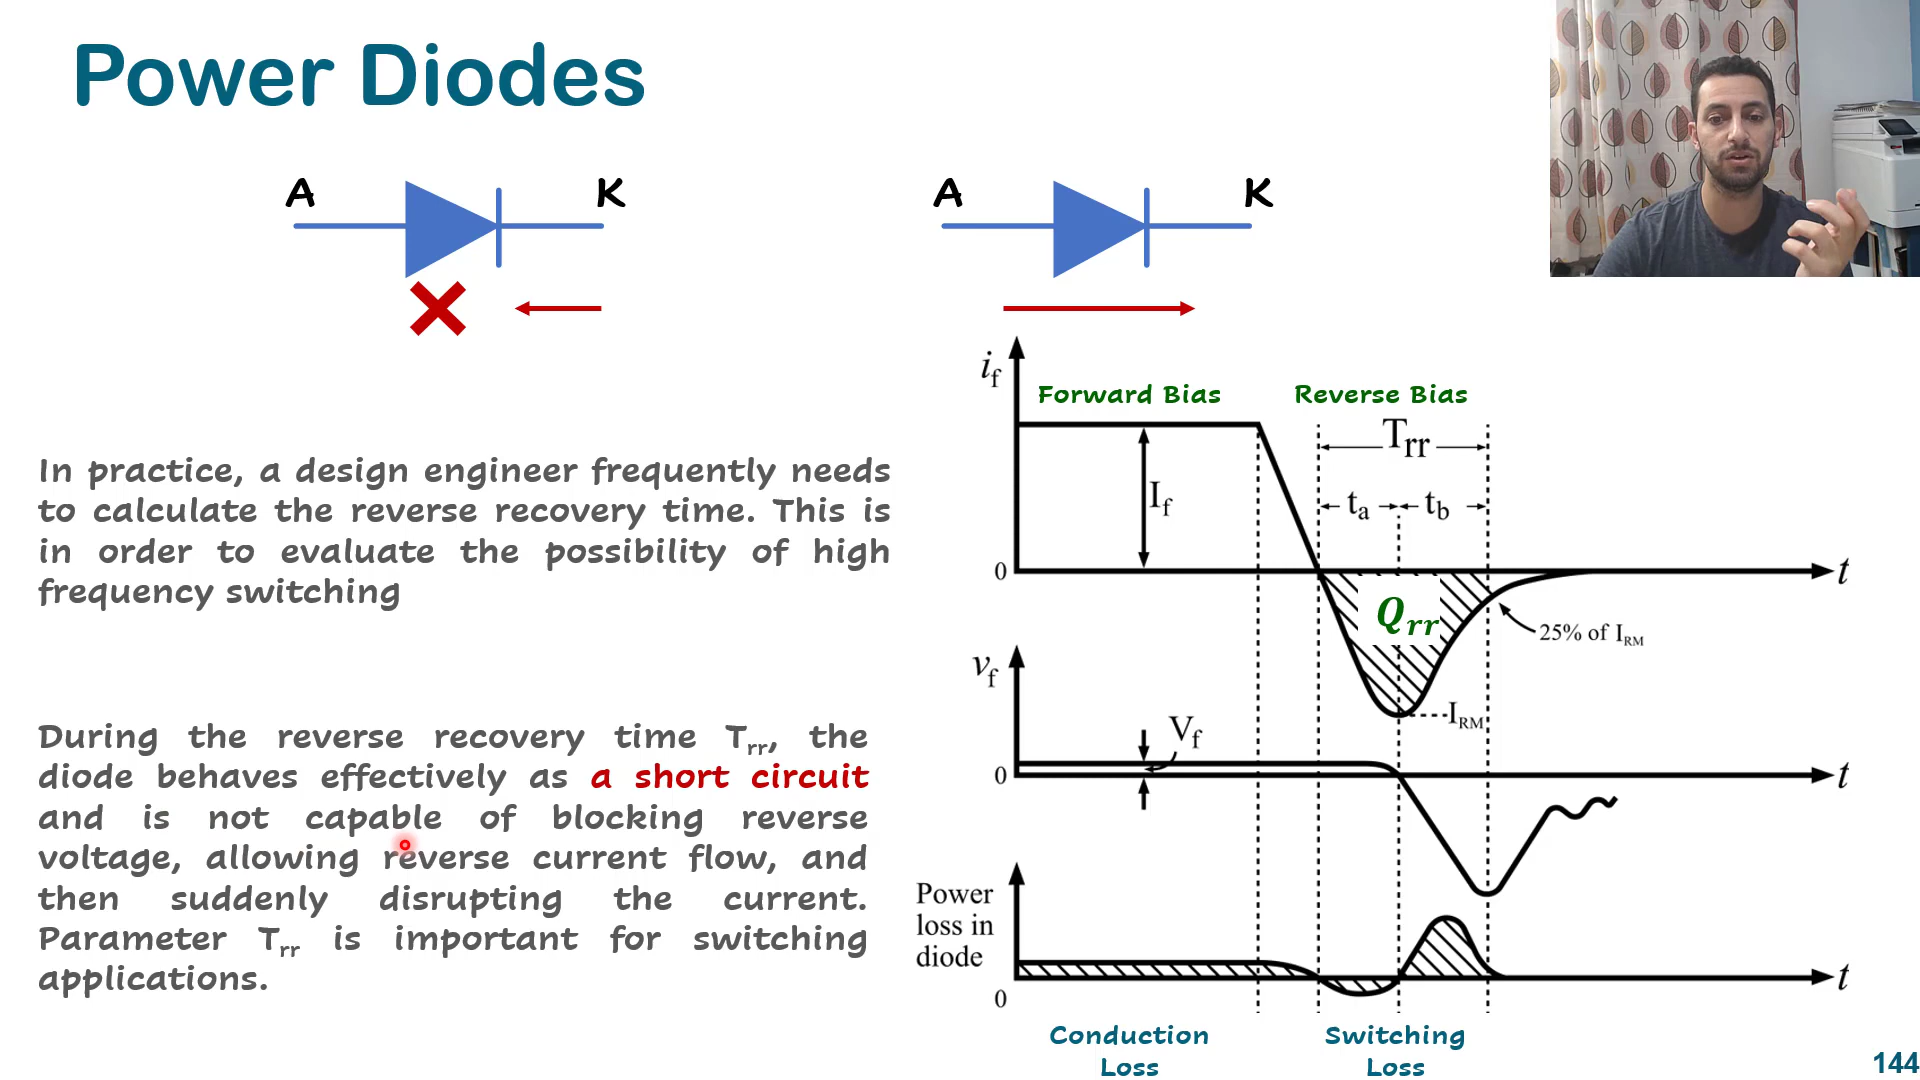 Power Diodes
A K
A K
In practice, a design engineer frequently needs
to calculate the reverse recovery time. This is
in order to evaluate the possibility of high
frequency switching
During the reverse recovery time Trr, the
diode behaves effectively as a short circuit
and is not capable of blocking reverse
voltage, allowing reverse current flow, and
then suddenly disrupting the current.
Parameter Trr is important for switching
applications.
if
Forward Bias
Reverse Bias
Trr
If
ta
tb
0
t
Qrr
25% of IRM
IRM
vf
Vf
0
t
Power
loss in
diode
0
t
Conduction
Loss
Switching
Loss
144